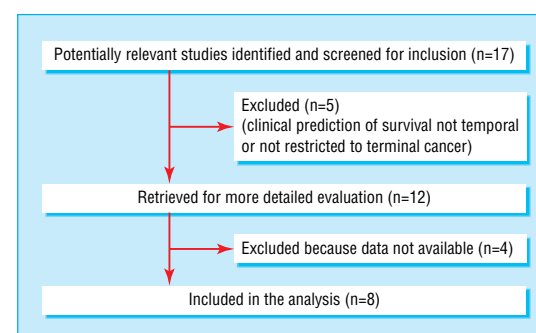 Potentially relevant studies identified and screened for inclusion (n=17)
Excluded (n=5)
(clinical prediction of survival not temporal
or not restricted to terminal cancer)
Retrieved for more detailed evaluation (n=12)
Excluded because data not available (n=4)
Included in the analysis (n=8)